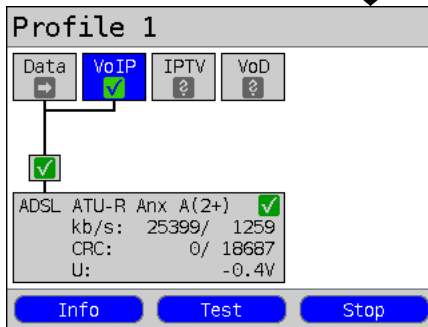 Profile 1
Data VoIP IPTV VoD
ADSL ATU-R Anx A(2+)
kb/s: 25399/ 1259
CRC: 0/ 18687
U: -0.4V
Info Test Stop